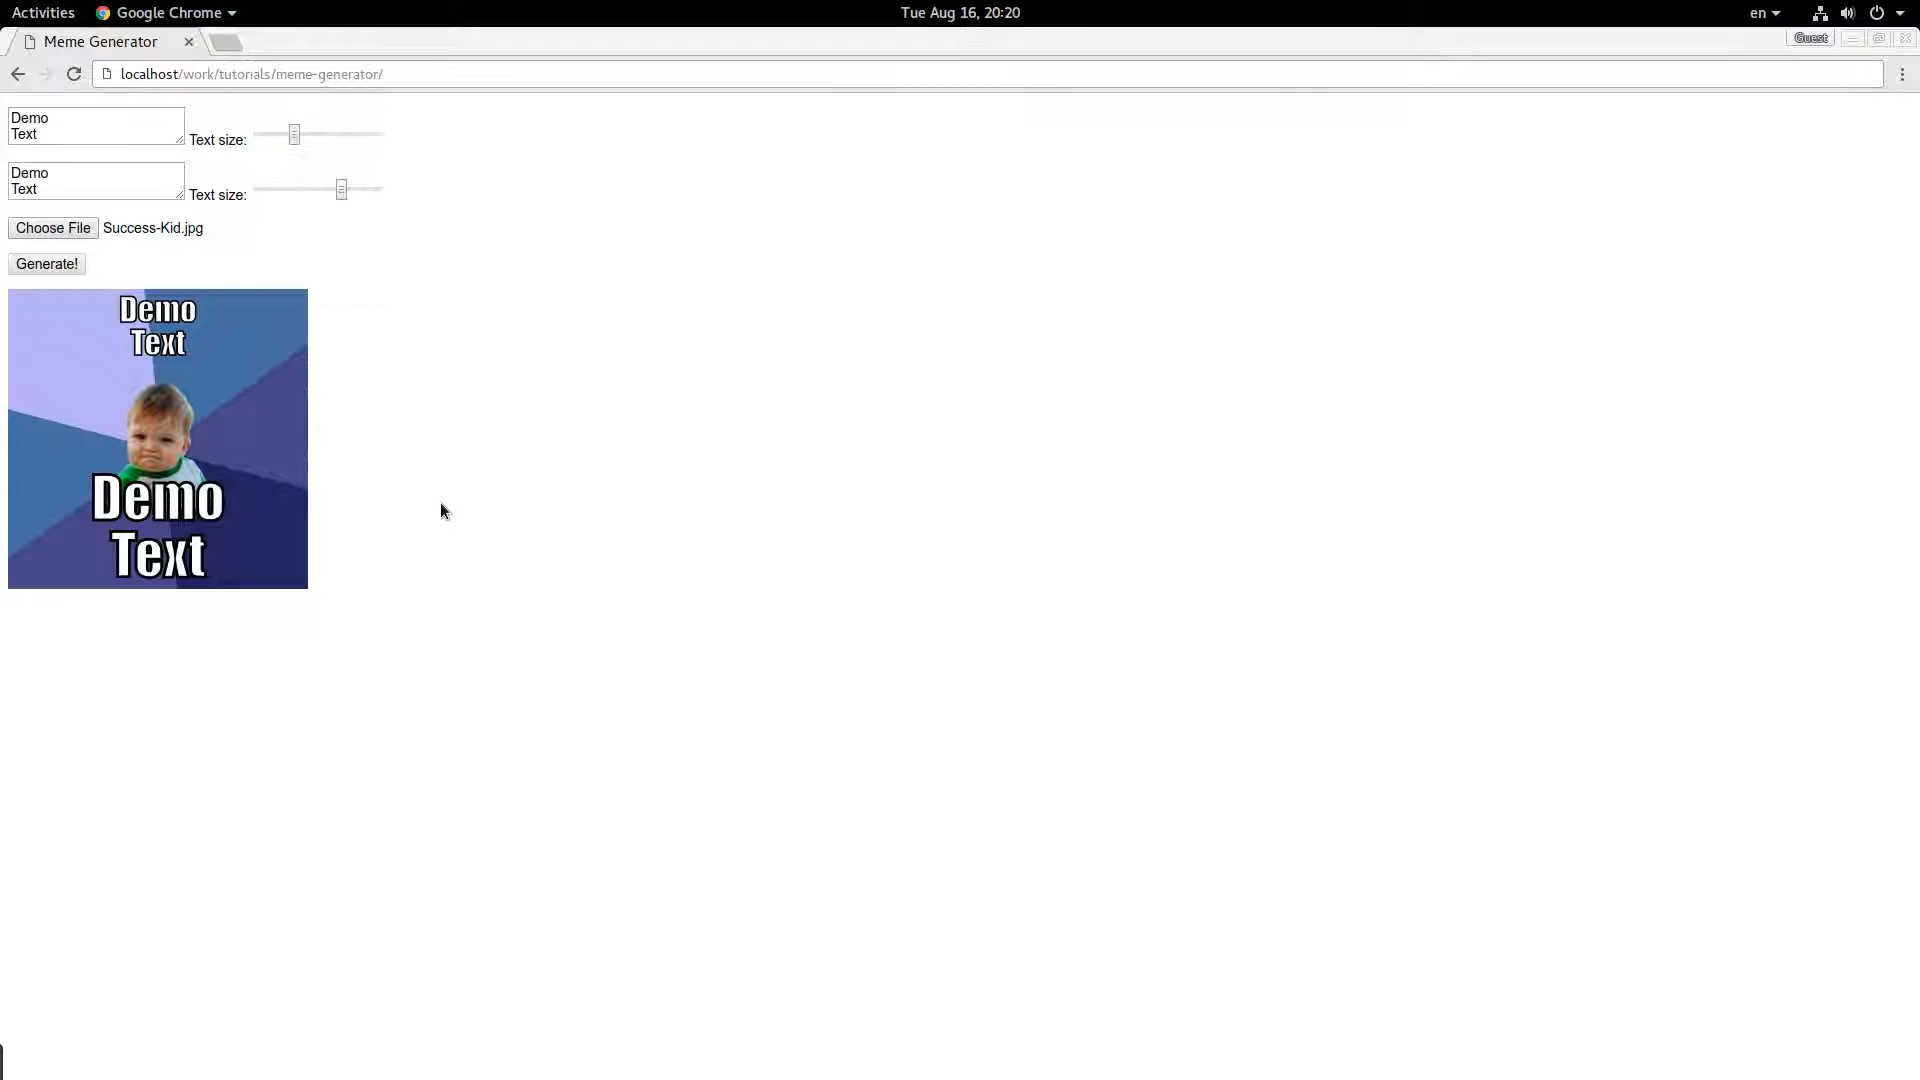 Activities Google Chrome Tue Aug 16, 20:20 en
Meme Generator Guest
localhost/work/tutorials/meme-generator/
Demo
Text
Text size:
Demo
Text
Text size:
Choose File Success-Kid.jpg
Generate!
Demo
Text
Demo
Text